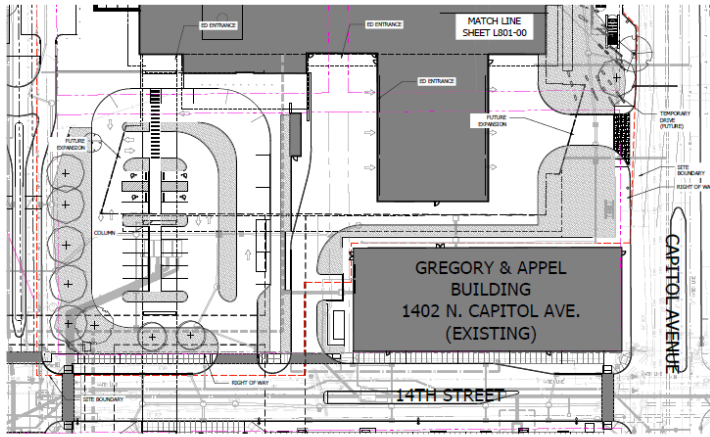 ED ENTRANCE
ED ENTRANCE
MATCH LINE
SHEET L801-00
ED ENTRANCE
FUTURE
EXPANSION
FUTURE
EXPANSION
TEMPORARY
DRIVE
(FUTURE)
SITE
BOUNDARY
RIGHT OF WAY
COLUMN
GREGORY & APPEL
BUILDING
1402 N. CAPITOL AVE.
(EXISTING)
CAPITOL AVENUE
RIGHT OF WAY
SITE BOUNDARY
14TH STREET